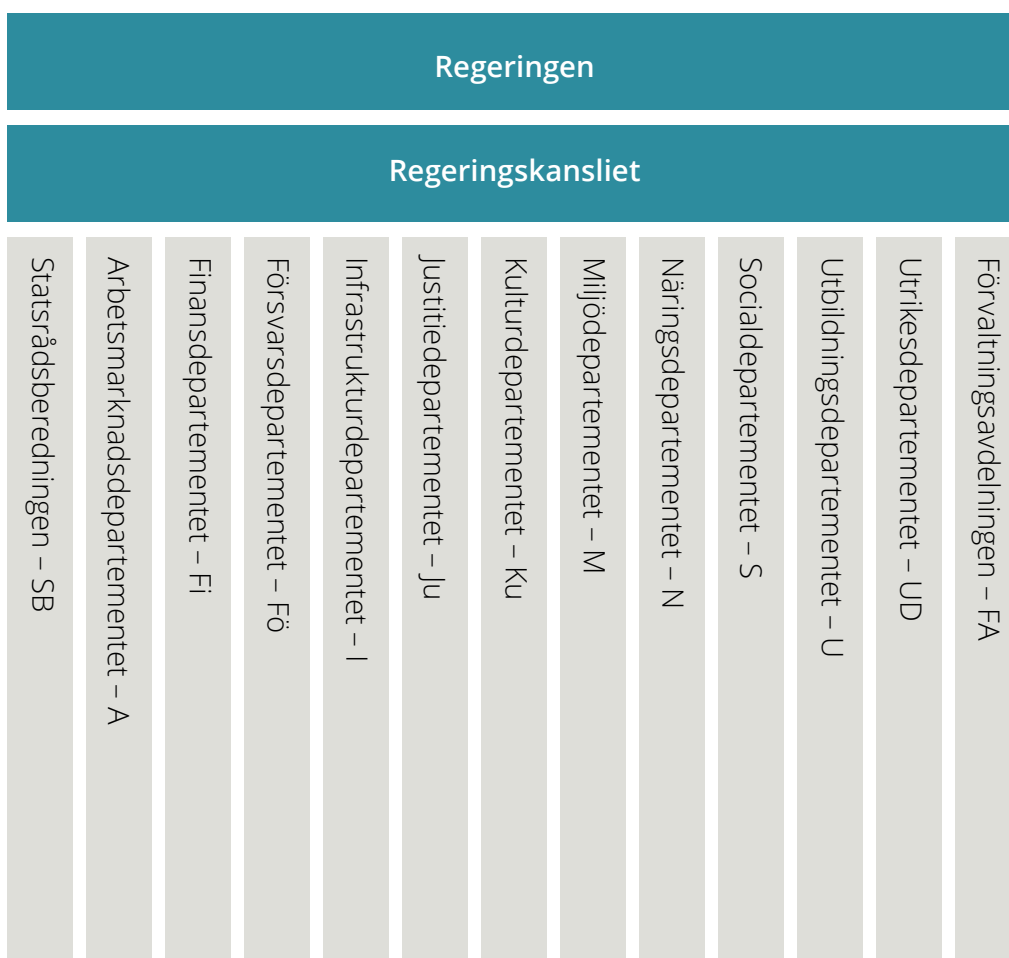 Regeringen
Regeringskansliet
Statsrådsberedningen – SB
Arbetsmarknadsdepartementet – A
Finansdepartementet – Fi
Försvarsdepartementet – Fö
Infrastrukturdepartementet – I
Justitiedepartementet – Ju
Kulturdepartementet – Ku
Miljödepartementet – M
Näringsdepartementet – N
Socialdepartementet – S
Utbildningsdepartementet – U
Utrikesdepartementet – UD
Förvaltningsavdelningen – FA